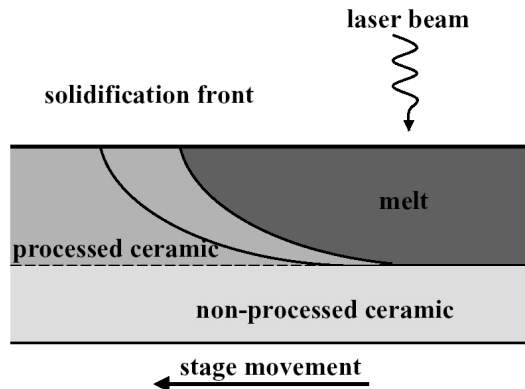 laser beam
solidification front
melt
processed ceramic
non-processed ceramic
stage movement